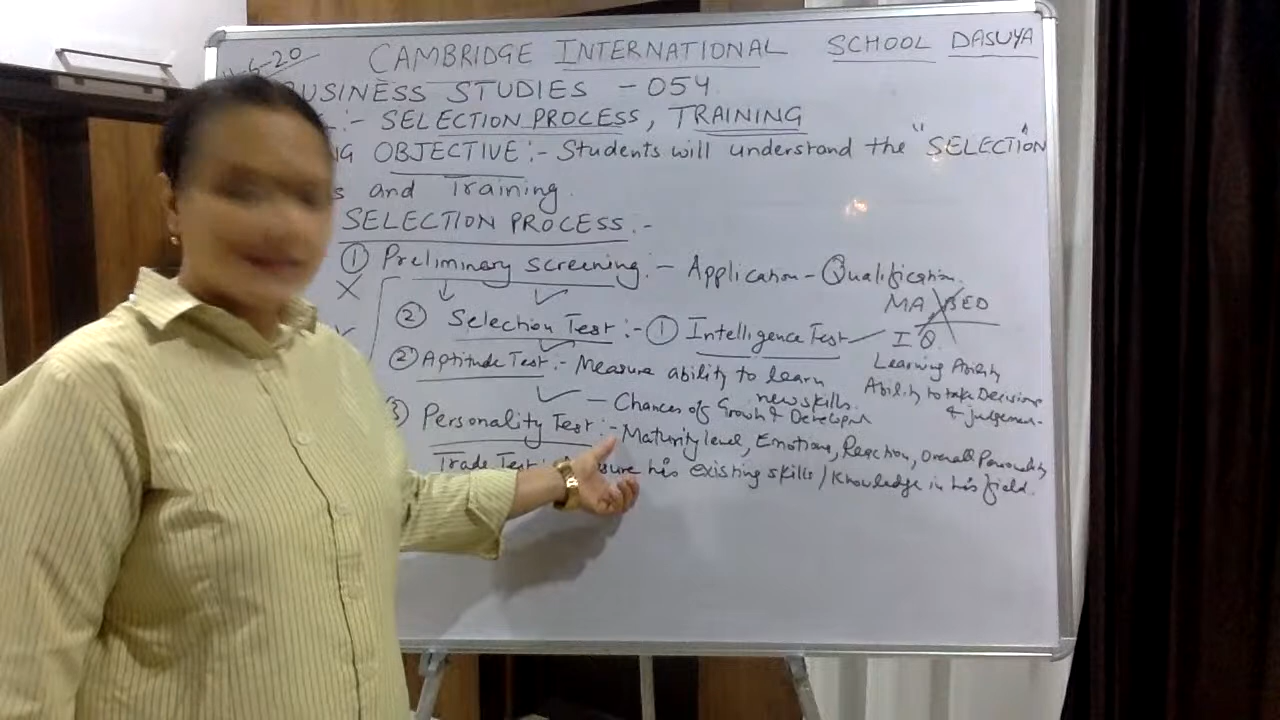 -6-20
CAMBRIDGE INTERNATIONAL SCHOOL DASUYA
BUSINESS STUDIES - 054
:- SELECTION PROCESS, TRAINING
OBJECTIVE :- Students will understand the "SELECTION"
and Training.
SELECTION PROCESS :-
① Preliminary Screening :- Application - Qualification.
MA, BED
② Selection Test :- ① Intelligence Test
IQ
Learning Ability
Ability to take Decisions
& judgement.
② Aptitude Test :- Measure ability to learn
new skills.
- Chances of Growth & Developm
③ Personality Test :- Maturity level, Emotions, Reaction, Overall Personality
Trade Test his existing skills / Knowledge in his field.